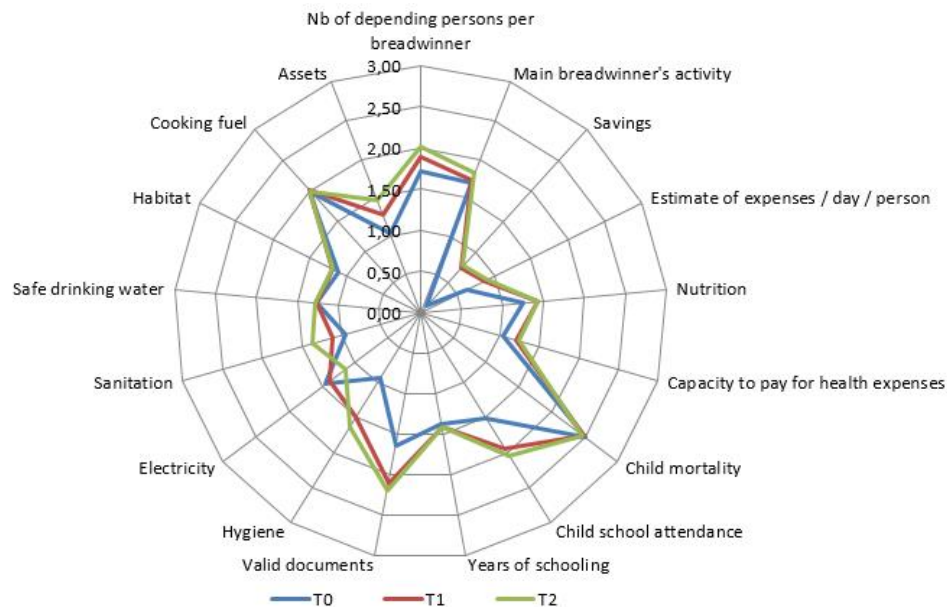 Nb of depending persons per
breadwinner
Assets
Main breadwinner's activity
Cooking fuel
Savings
Habitat
Estimate of expenses / day / person
Safe drinking water
Nutrition
Sanitation
Capacity to pay for health expenses
Electricity
Child mortality
Hygiene
Child school attendance
Valid documents
Years of schooling
3,00
2,50
2,00
1,50
1,00
0,50
0,00
T0
T1
T2